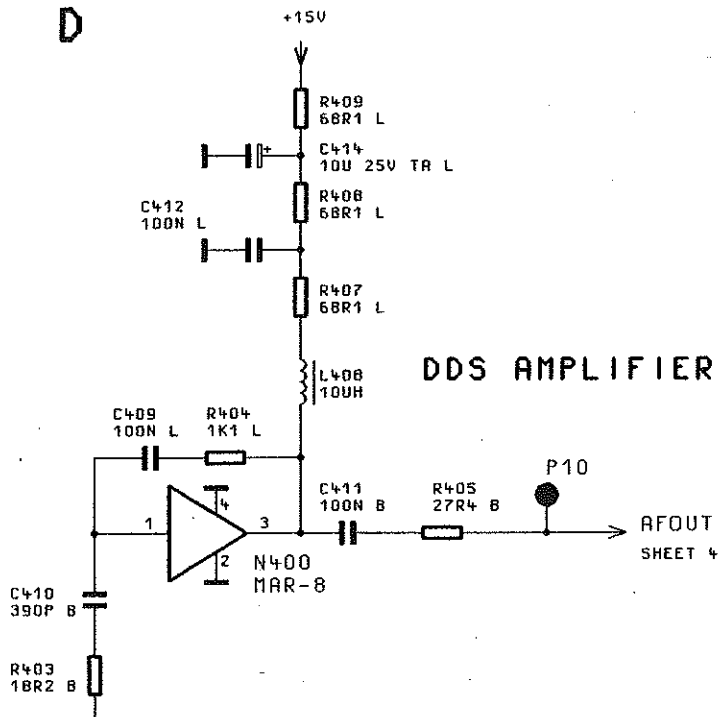 D
+15V
R409
68R1 L
+
C414
10U 25V TA L
R408
68R1 L
C412
100N L
R407
68R1 L
L408
10UH
DDS AMPLIFIER
C409
100N L
R404
1K1 L
P10
C411
100N B
R405
27R4 B
1
4
3
2
N400
MAR-8
AFOUT
SHEET 4
C410
390P B
R403
18R2 B